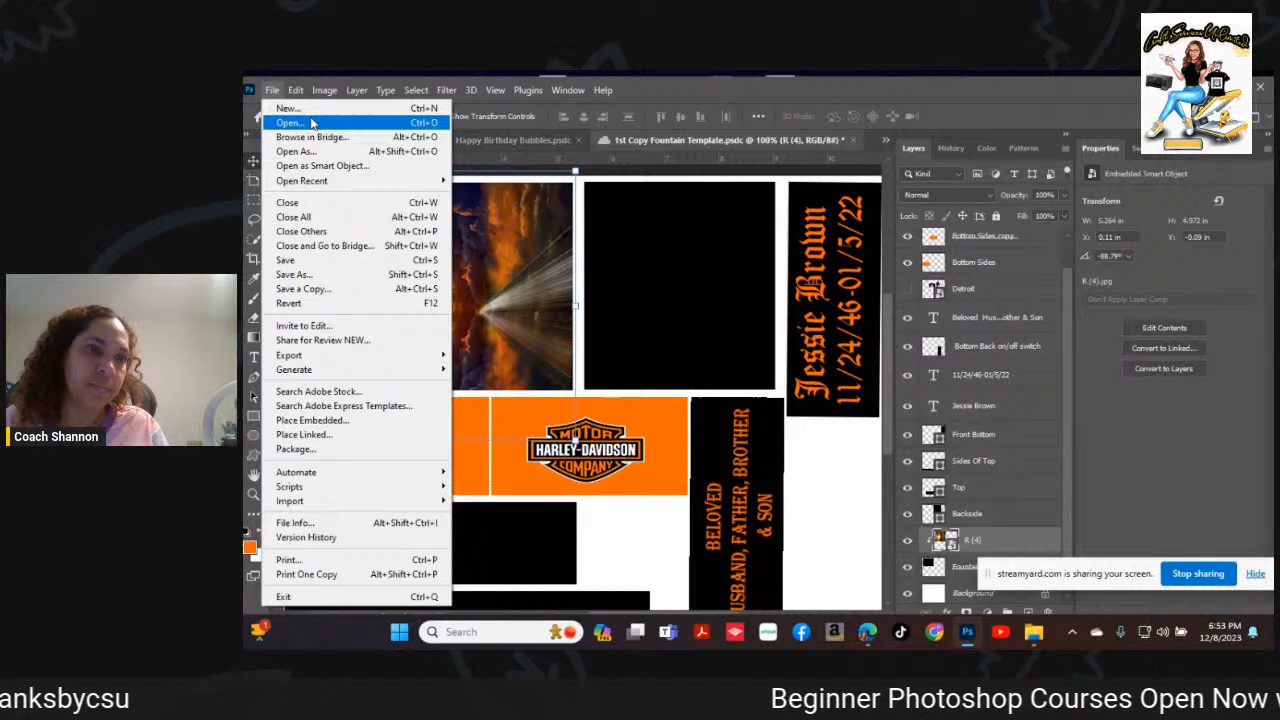 Craft Services UnLimited
Ps
File Edit Image Layer Type Select Filter 3D View Plugins Window Help
New... Ctrl+N
Open... Ctrl+O
Browse in Bridge... Alt+Ctrl+O
Open As... Alt+Shift+Ctrl+O
Open as Smart Object...
Open Recent
Close Ctrl+W
Close All Alt+Ctrl+W
Close Others Alt+Ctrl+P
Close and Go to Bridge... Shift+Ctrl+W
Save Ctrl+S
Save As... Shift+Ctrl+S
Save a Copy... Alt+Ctrl+S
Revert F12
Invite to Edit...
Share for Review NEW...
Export
Generate
Search Adobe Stock...
Search Adobe Express Templates...
Place Embedded...
Place Linked...
Package...
Automate
Scripts
Import
File Info... Alt+Shift+Ctrl+I
Version History
Print... Ctrl+P
Print One Copy Alt+Shift+Ctrl+P
Exit Ctrl+Q
Show Transform Controls
3D Mode:
Happy Birthday Bubbles.psdc × 1st Copy Fountain Template.psdc @ 100% (R (4), RGB/8#) * ×
Jessie Brown
11/24/46-01/5/22
MOTOR
HARLEY-DAVIDSON
COMPANY
BELOVED
HUSBAND, FATHER, BROTHER
& SON
Layers History Color Patterns
Kind
Normal Opacity: 100%
Lock: Fill: 100%
Bottom Sides copy...
Bottom Sides
Detroit
Beloved Hus...other & Son
Bottom Back on/off switch
11/24/46-01/5/22
Jessie Brown
Front Bottom
Sides Of Top
Top
Backside
R (4)
Founta
Background
Properties
Embedded Smart Object
Transform
W: 5.264 in H: 4.972 in
X: 0.11 in Y: -0.09 in
-88.79°
R (4).jpg
Don't Apply Layer Comp
Edit Contents
Convert to Linked...
Convert to Layers
streamyard.com is sharing your screen. Stop sharing Hide
Search
6:53 PM
12/8/2023
Coach Shannon
anksbycsu Beginner Photoshop Courses Open Now